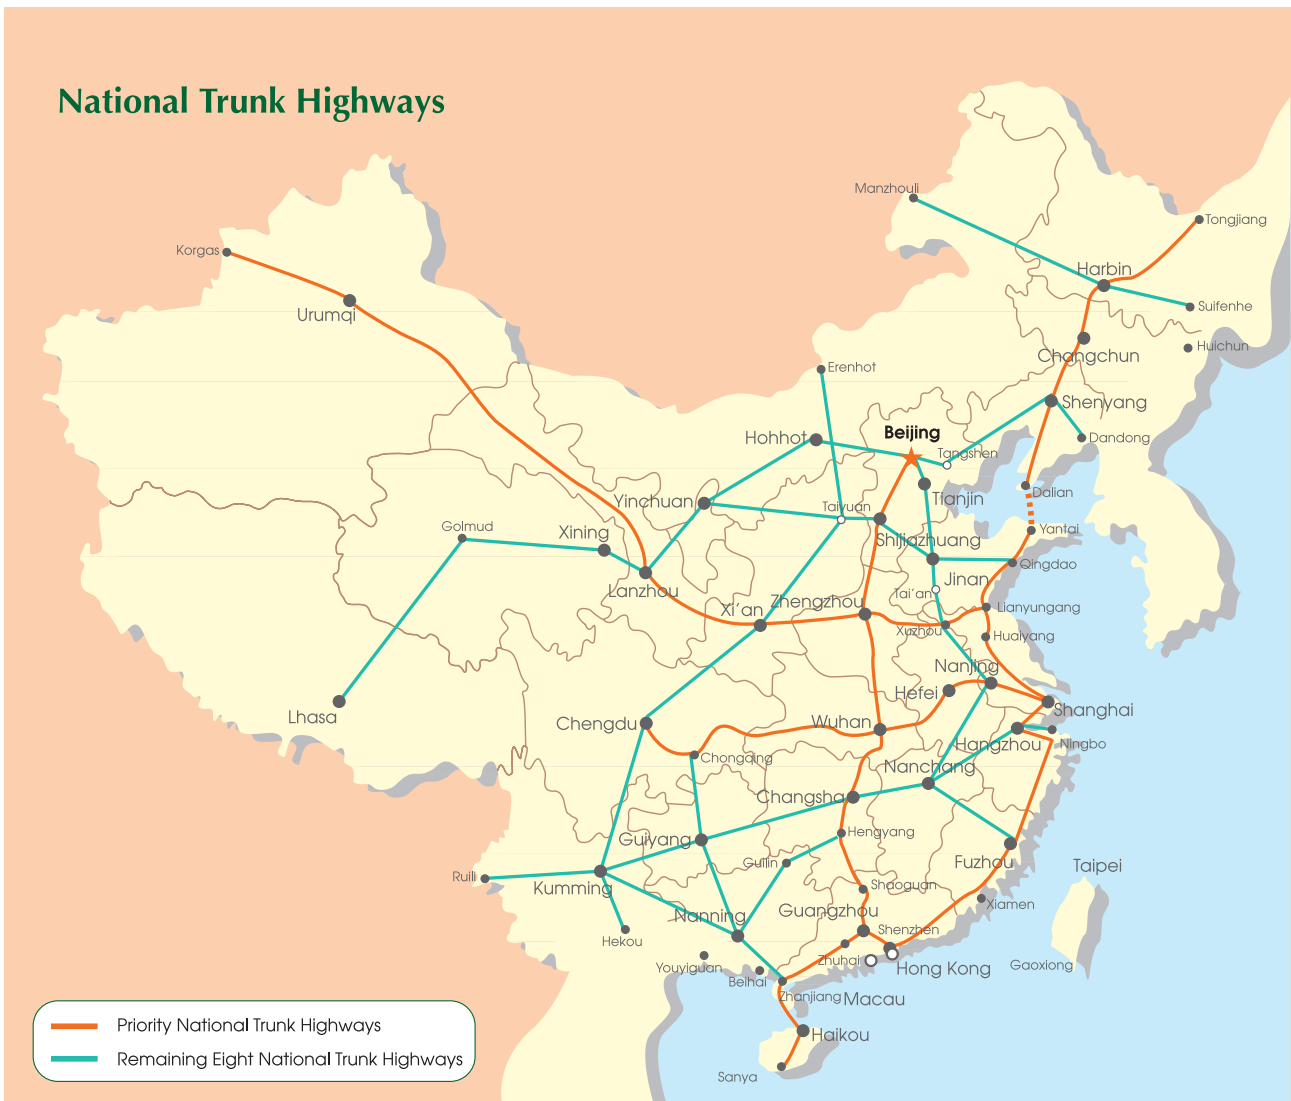 National Trunk Highways
Manzhouli
Tongjiang
Korgas
Harbin
Urumqi
Suifenhe
Changchun
Huichun
Erenhot
Shenyang
Hohhot
Beijing
Dandong
Tangshen
Dalian
Yinchuan
Tianjin
Taiyuan
Golmud
Xining
Yantai
Shijiazhuang
Qingdao
Lanzhou
Jinan
Tai'an
Xi'an
Zhengzhou
Lianyungang
Xuzhou
Huaiyang
Nanjing
Hefei
Lhasa
Chengdu
Wuhan
Shanghai
Hangzhou
Ningbo
Chongqing
Nanchang
Changsha
Hengyang
Guiyang
Guilin
Fuzhou
Taipei
Ruili
Kumming
Shaoguan
Xiamen
Nanning
Guangzhou
Shenzhen
Hekou
Zhuhai
Hong Kong
Gaoxiong
Youyiguan
Beihai
Zhanjiang
Macau
Haikou
Sanya
Priority National Trunk Highways
Remaining Eight National Trunk Highways